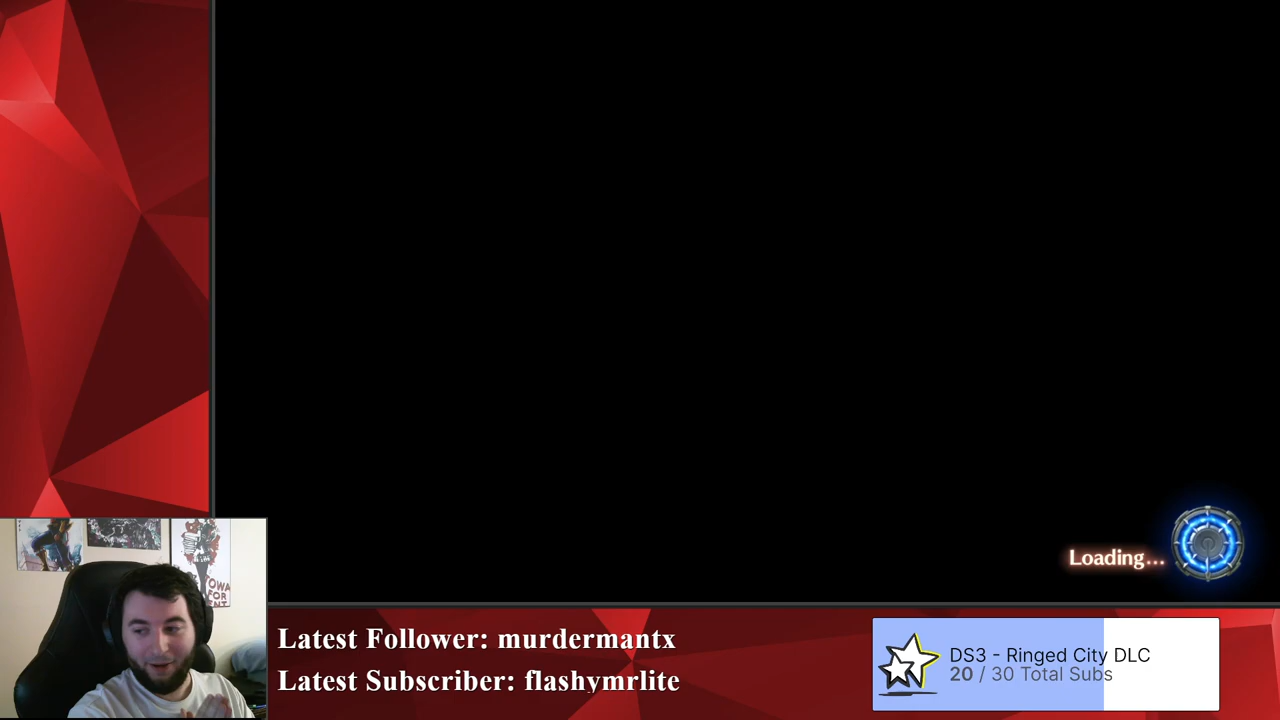 Loading...
Latest Follower: murdermantx
Latest Subscriber: flashymrlite
DS3 - Ringed City DLC
20 / 30 Total Subs